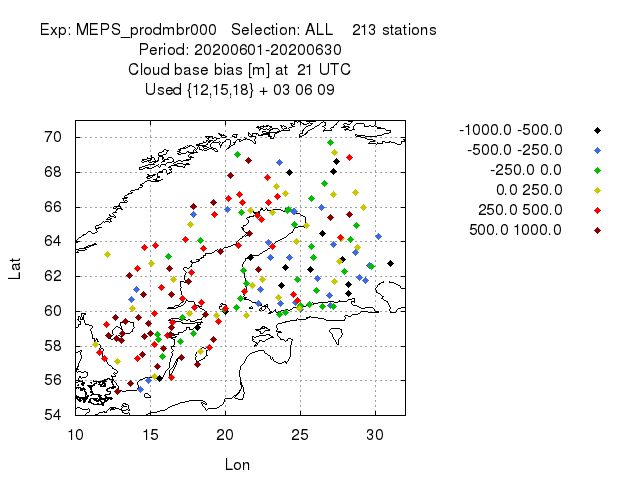 Exp: MEPS_prodmbr000   Selection: ALL    213 stations
Period: 20200601-20200630
Cloud base bias [m] at  21 UTC
Used {12,15,18} + 03 06 09
-1000.0 -500.0
-500.0 -250.0
-250.0 0.0
0.0 250.0
250.0 500.0
500.0 1000.0
70
68
66
64
62
60
58
56
54
Lat
10 15 20 25 30
Lon